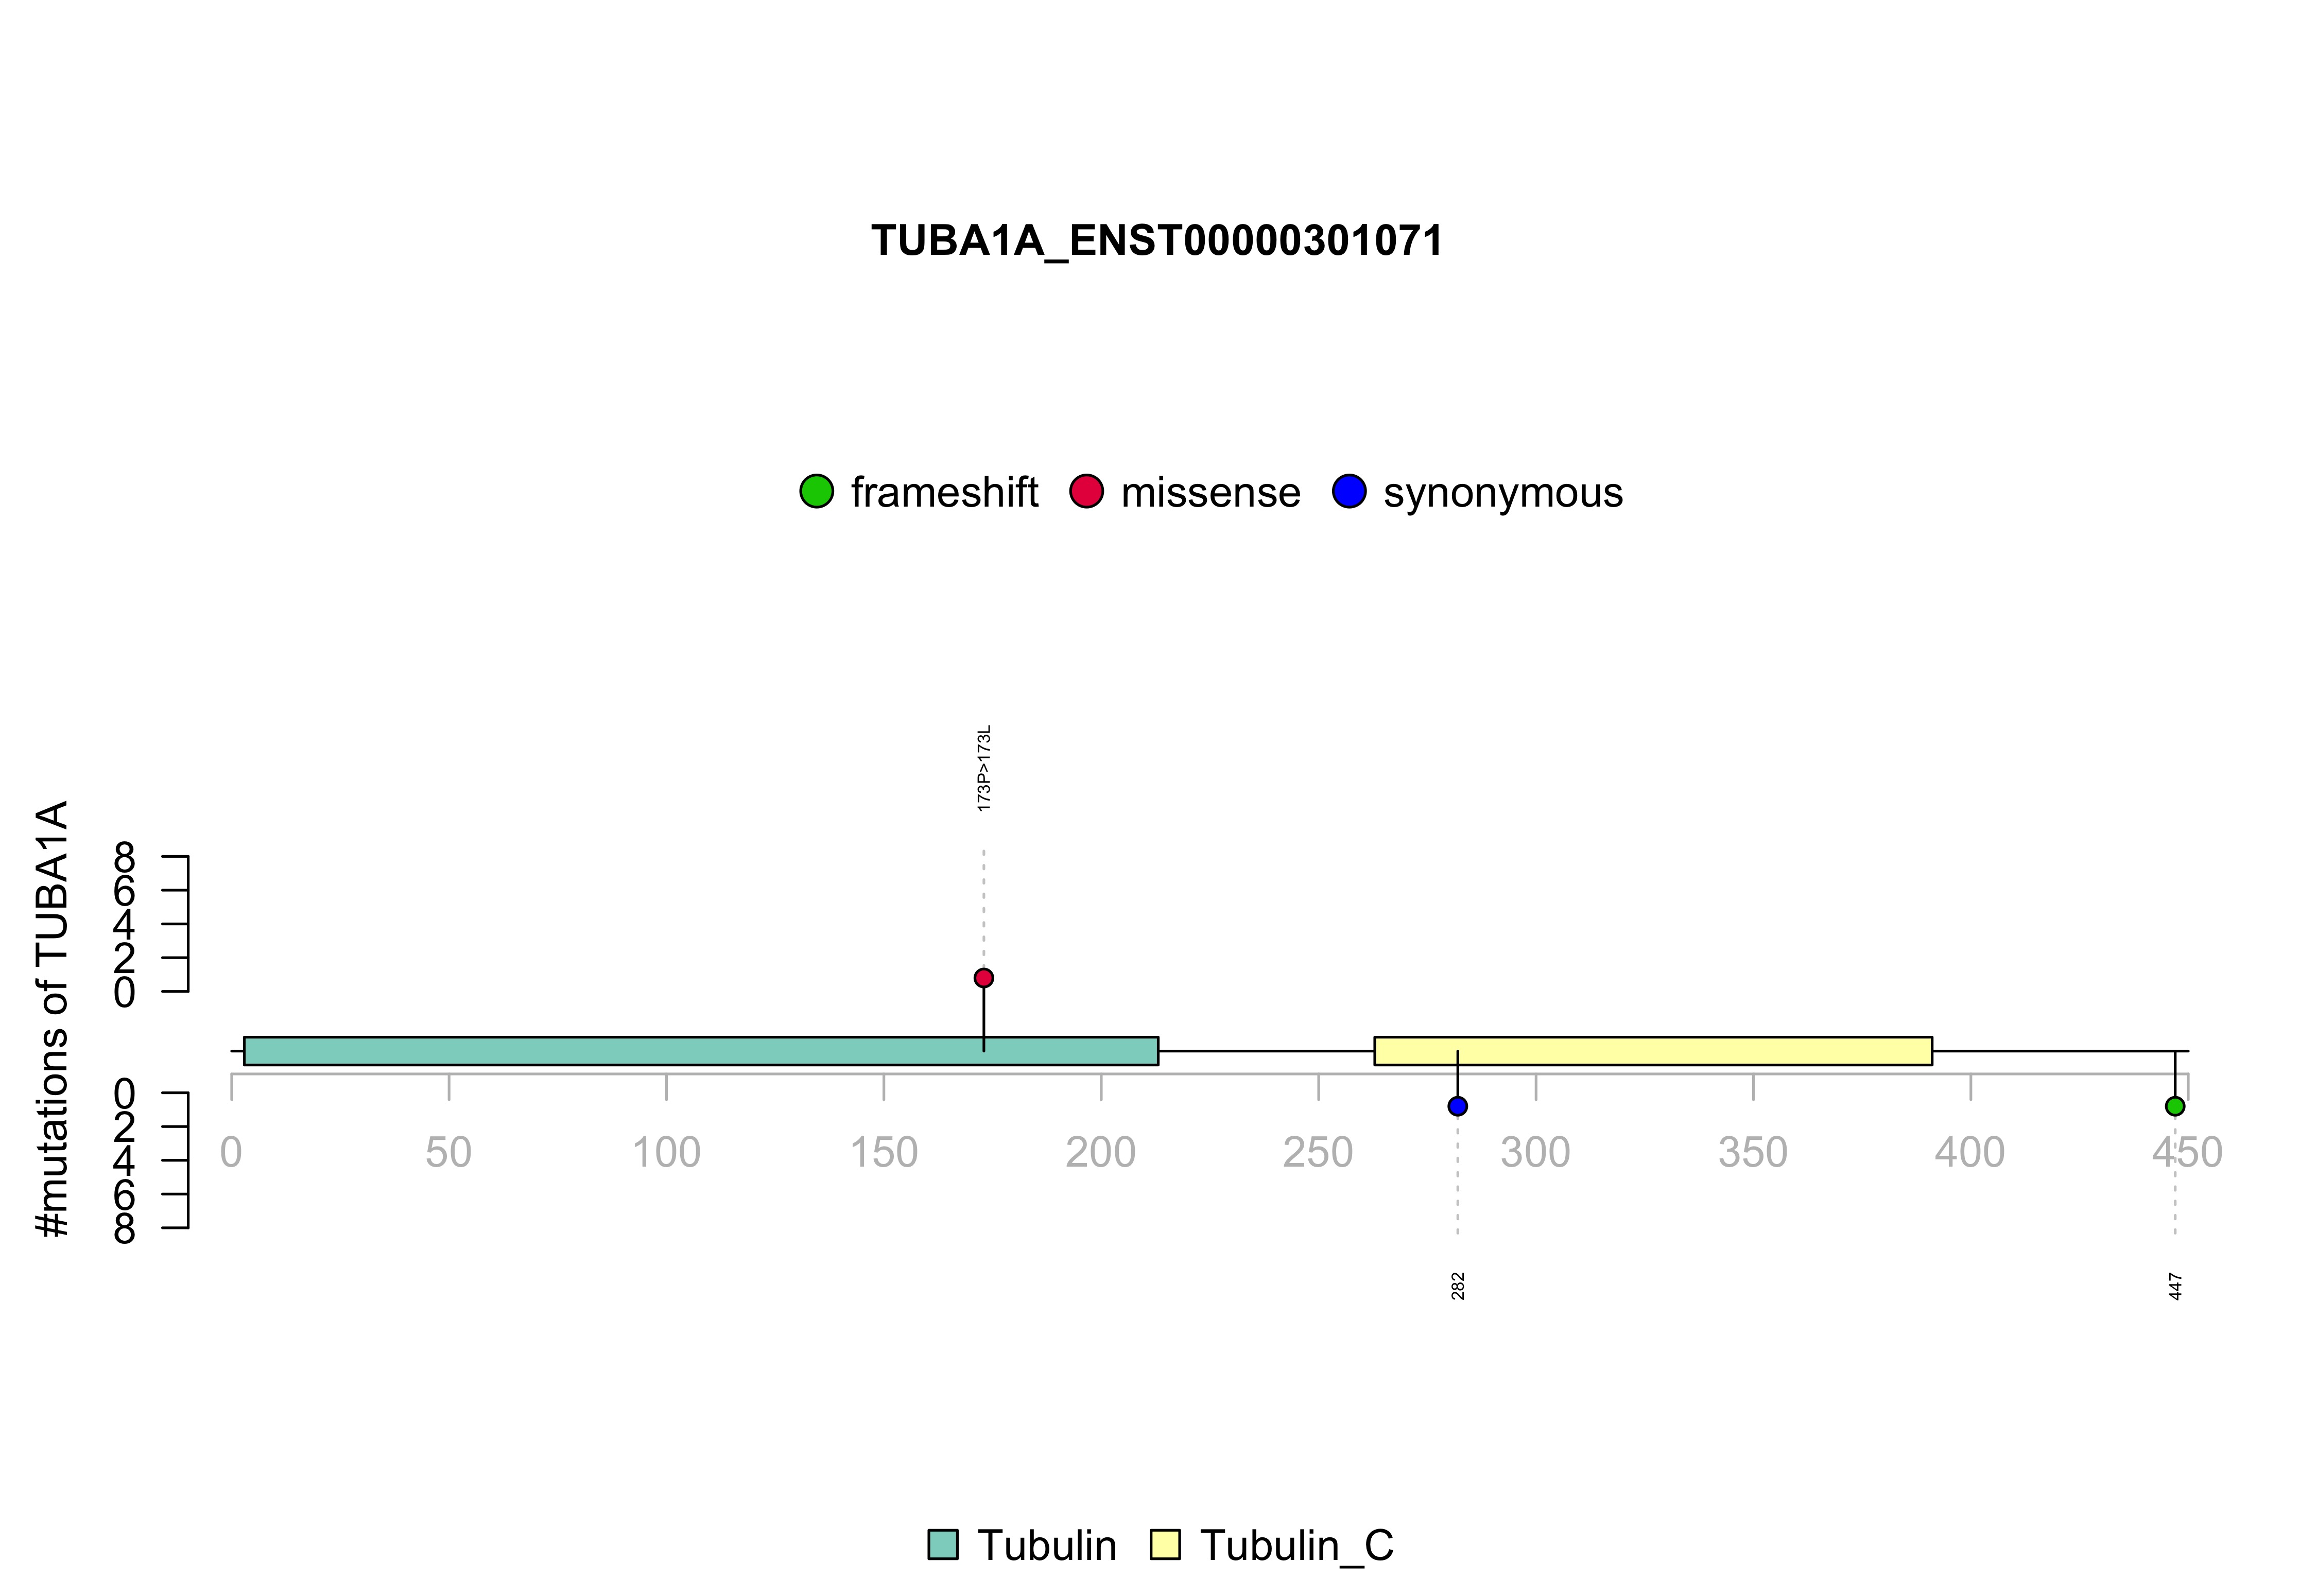 TUBA1A_ENST00000301071
frameshift missense synonymous
173P>173L
#mutations of TUBA1A
8
6
4
2
0
0
2
4
6
8
0 50 100 150 200 250 300 350 400 450
282 447
Tubulin Tubulin_C